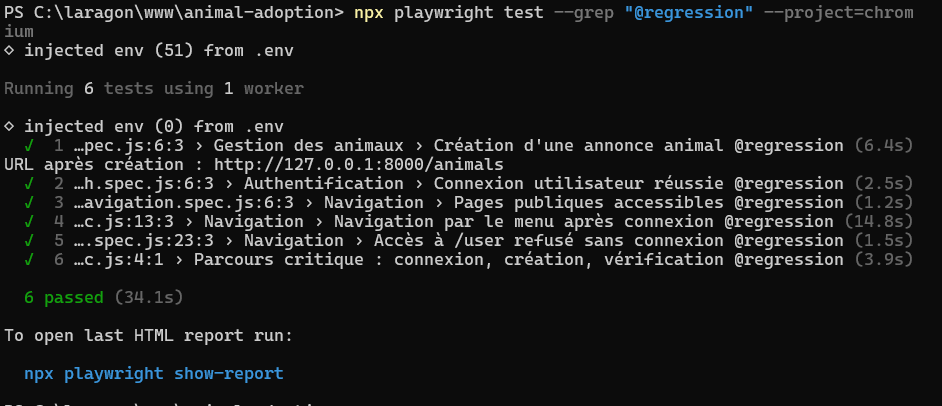 PS C:\laragon\www\animal-adoption> npx playwright test --grep "@regression" --project=chrom
ium
◇ injected env (51) from .env
Running 6 tests using 1 worker
◇ injected env (0) from .env
✓ 1 …pec.js:6:3 › Gestion des animaux › Création d'une annonce animal @regression (6.4s)
URL après création : http://127.0.0.1:8000/animals
✓ 2 …h.spec.js:6:3 › Authentification › Connexion utilisateur réussie @regression (2.5s)
✓ 3 …avigation.spec.js:6:3 › Navigation › Pages publiques accessibles @regression (1.2s)
✓ 4 …c.js:13:3 › Navigation › Navigation par le menu après connexion @regression (14.8s)
✓ 5 ….spec.js:23:3 › Navigation › Accès à /user refusé sans connexion @regression (1.5s)
✓ 6 …c.js:4:1 › Parcours critique : connexion, création, vérification @regression (3.9s)
6 passed (34.1s)
To open last HTML report run:
npx playwright show-report